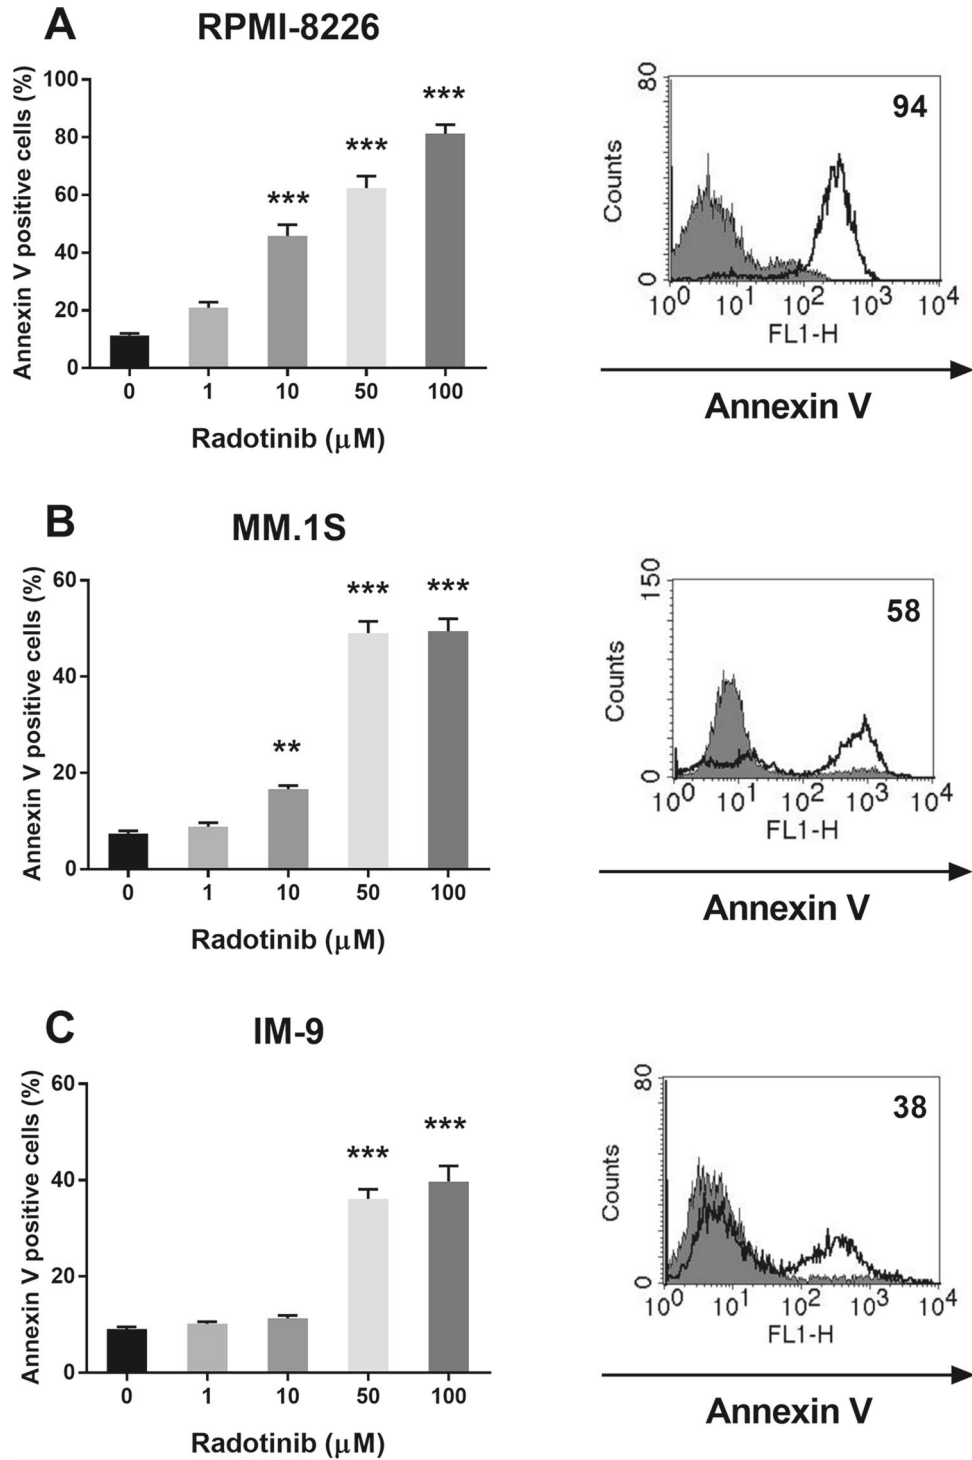 A
RPMI-8226
Annexin V positive cells (%)
100
80
60
40
20
0
***
***
***
0 1 10 50 100
Radotinib (μM)
80
Counts
0
94
10^0 10^1 10^2 10^3 10^4
FL1-H
Annexin V
B
MM.1S
Annexin V positive cells (%)
60
40
20
0
**
***
***
0 1 10 50 100
Radotinib (μM)
150
Counts
0
58
10^0 10^1 10^2 10^3 10^4
FL1-H
Annexin V
C
IM-9
Annexin V positive cells (%)
60
40
20
0
***
***
0 1 10 50 100
Radotinib (μM)
80
Counts
0
38
10^0 10^1 10^2 10^3 10^4
FL1-H
Annexin V